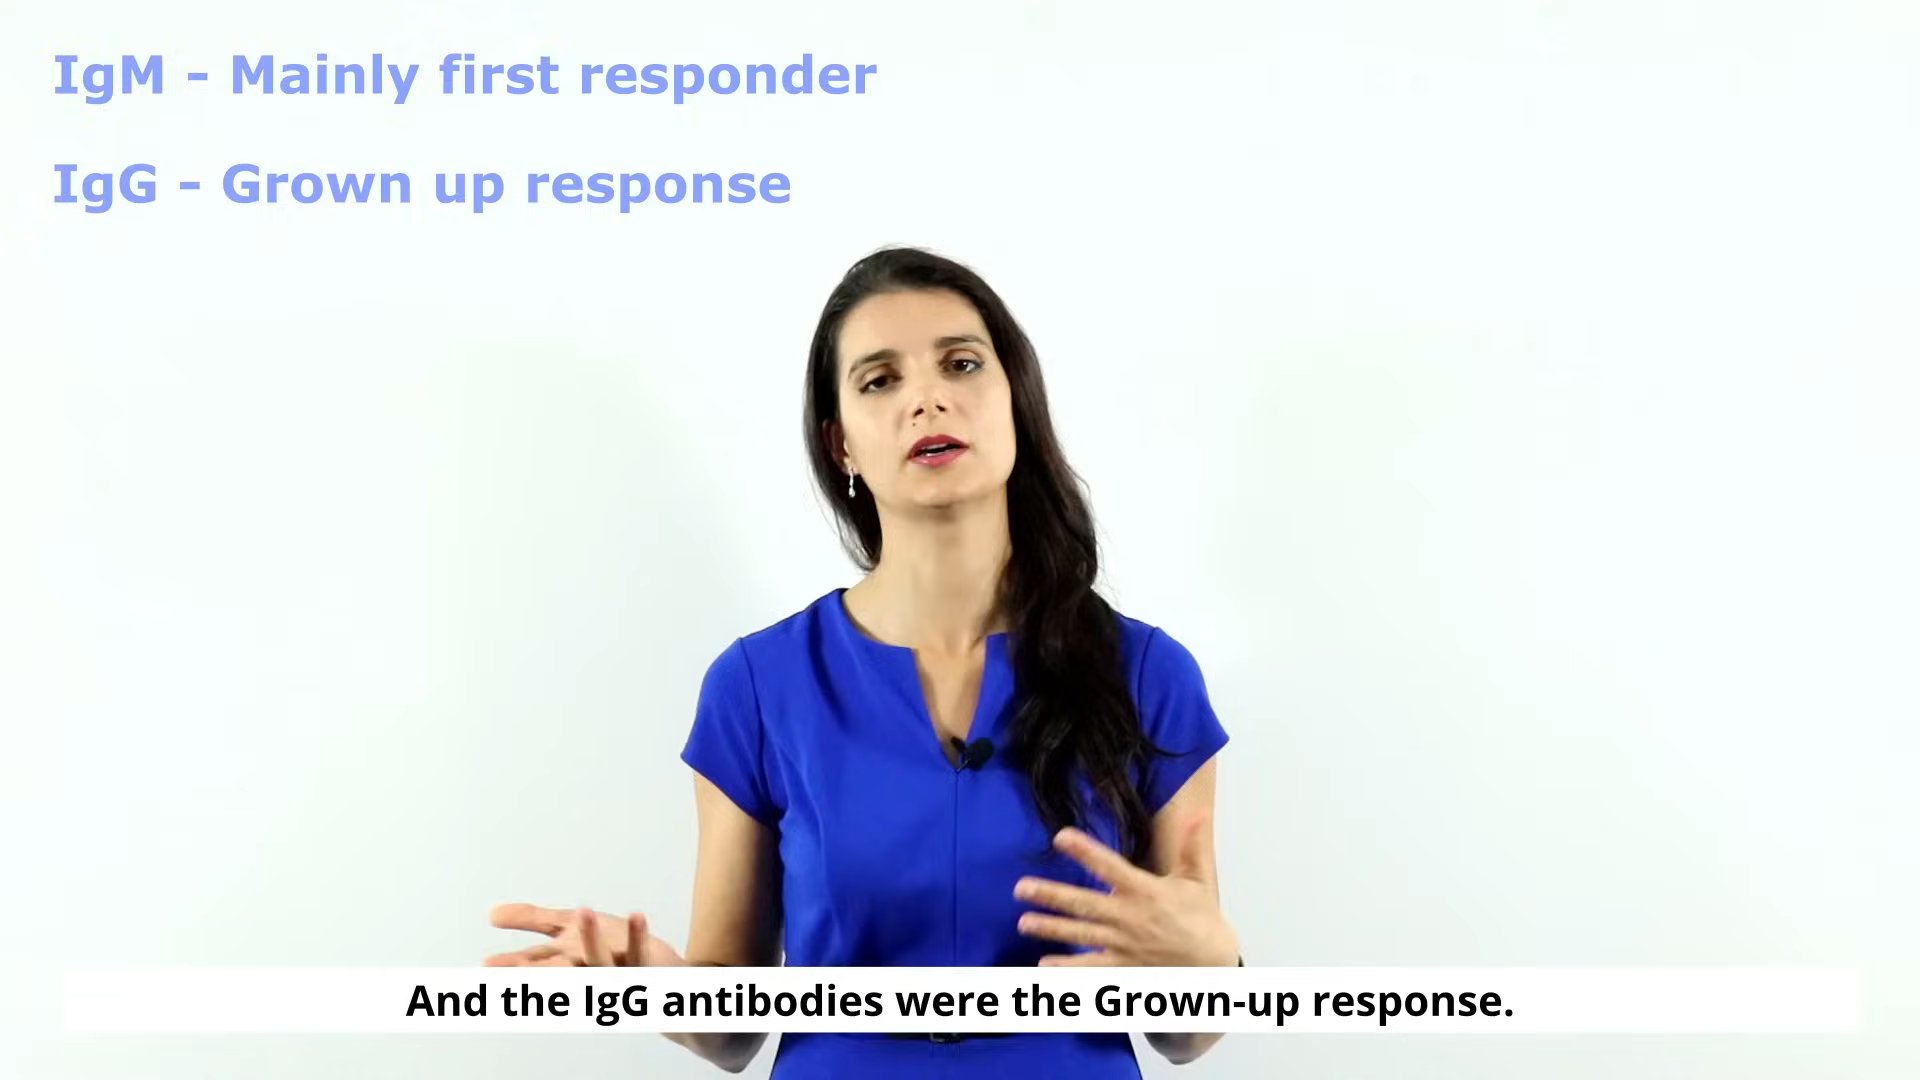 IgM - Mainly first responder
IgG - Grown up response
And the IgG antibodies were the Grown-up response.